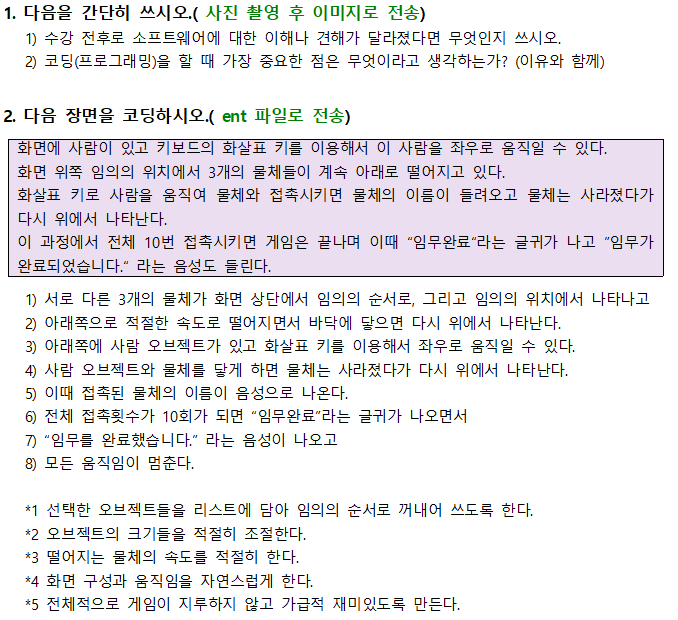 1. 다음을 간단히 쓰시오.( 사진 촬영 후 이미지로 전송)
1) 수강 전후로 소프트웨어에 대한 이해나 견해가 달라졌다면 무엇인지 쓰시오.
2) 코딩(프로그래밍)을 할 때 가장 중요한 점은 무엇이라고 생각하는가? (이유와 함께)
2. 다음 장면을 코딩하시오.( ent 파일로 전송)
화면에 사람이 있고 키보드의 화살표 키를 이용해서 이 사람을 좌우로 움직일 수 있다.
화면 위쪽 임의의 위치에서 3개의 물체들이 계속 아래로 떨어지고 있다.
화살표 키로 사람을 움직여 물체와 접촉시키면 물체의 이름이 들려오고 물체는 사라졌다가
다시 위에서 나타난다.
이 과정에서 전체 10번 접촉시키면 게임은 끝나며 이때 “임무완료”라는 글귀가 나고 ”임무가
완료되었습니다.“ 라는 음성도 들린다.
1) 서로 다른 3개의 물체가 화면 상단에서 임의의 순서로, 그리고 임의의 위치에서 나타나고
2) 아래쪽으로 적절한 속도로 떨어지면서 바닥에 닿으면 다시 위에서 나타난다.
3) 아래쪽에 사람 오브젝트가 있고 화살표 키를 이용해서 좌우로 움직일 수 있다.
4) 사람 오브젝트와 물체를 닿게 하면 물체는 사라졌다가 다시 위에서 나타난다.
5) 이때 접촉된 물체의 이름이 음성으로 나온다.
6) 전체 접촉횟수가 10회가 되면 “임무완료”라는 글귀가 나오면서
7) “임무를 완료했습니다.” 라는 음성이 나오고
8) 모든 움직임이 멈춘다.
*1 선택한 오브젝트들을 리스트에 담아 임의의 순서로 꺼내어 쓰도록 한다.
*2 오브젝트의 크기들을 적절히 조절한다.
*3 떨어지는 물체의 속도를 적절히 한다.
*4 화면 구성과 움직임을 자연스럽게 한다.
*5 전체적으로 게임이 지루하지 않고 가급적 재미있도록 만든다.